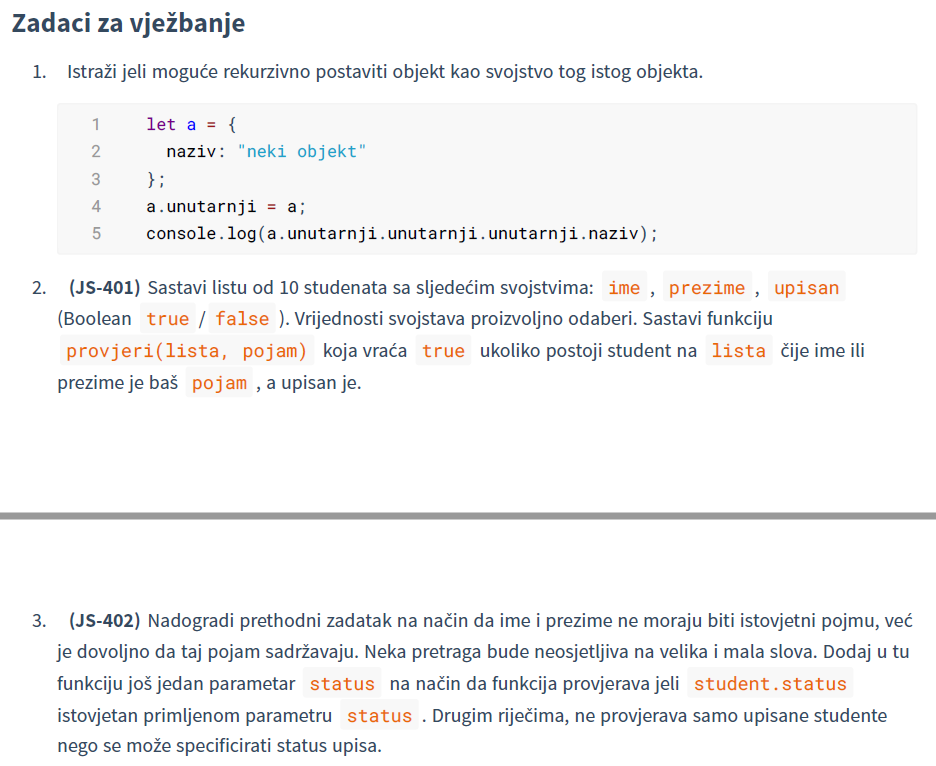 Zadaci za vježbanje
1. Istraži jeli moguće rekurzivno postaviti objekt kao svojstvo tog istog objekta.
1 let a = {
2 naziv: "neki objekt"
3 };
4 a.unutarnji = a;
5 console.log(a.unutarnji.unutarnji.unutarnji.naziv);
2. (JS-401) Sastavi listu od 10 studenata sa sljedećim svojstvima: ime , prezime , upisan
(Boolean true / false ). Vrijednosti svojstava proizvoljno odaberi. Sastavi funkciju
provjeri(lista, pojam) koja vraća true ukoliko postoji student na lista čije ime ili
prezime je baš pojam , a upisan je.
3. (JS-402) Nadogradi prethodni zadatak na način da ime i prezime ne moraju biti istovjetni pojmu, već
je dovoljno da taj pojam sadržavaju. Neka pretraga bude neosjetljiva na velika i mala slova. Dodaj u tu
funkciju još jedan parametar status na način da funkcija provjerava jeli student.status
istovjetan primljenom parametru status . Drugim riječima, ne provjerava samo upisane studente
nego se može specificirati status upisa.